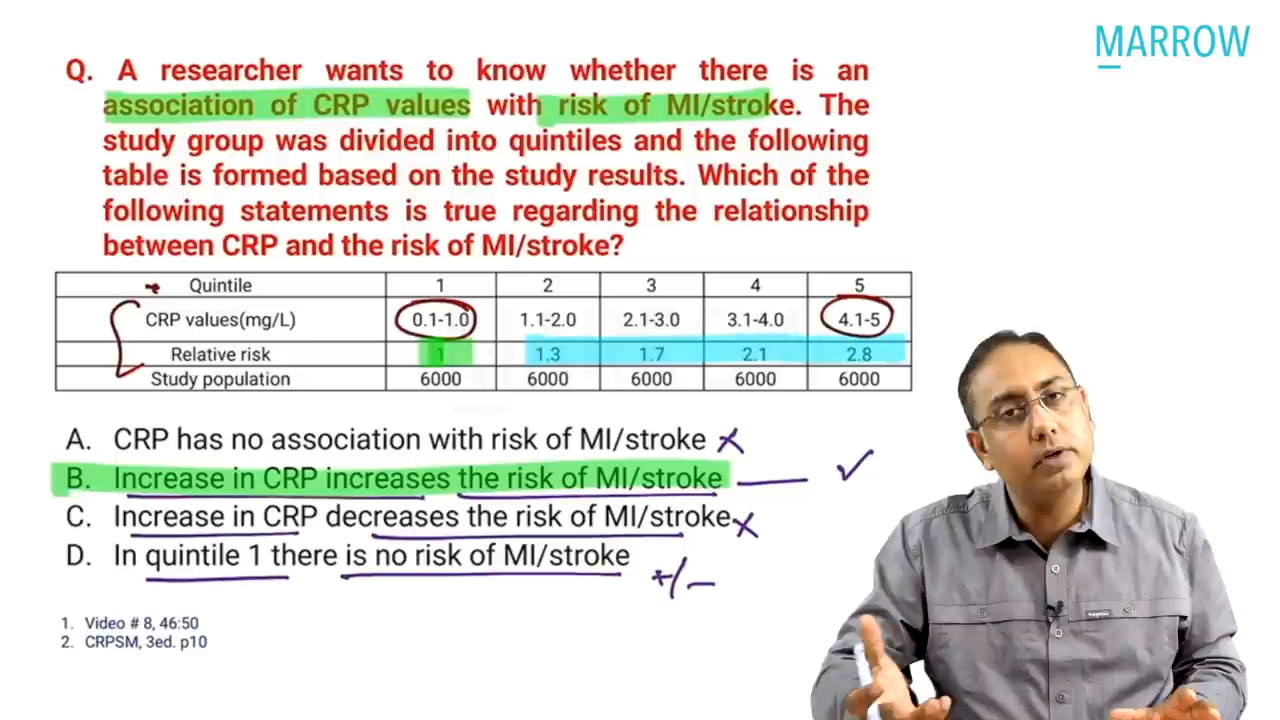 MARROW
Q. A researcher wants to know whether there is an
association of CRP values with risk of MI/stroke. The
study group was divided into quintiles and the following
table is formed based on the study results. Which of the
following statements is true regarding the relationship
between CRP and the risk of MI/stroke?
Quintile 1 2 3 4 5
CRP values(mg/L) 0.1-1.0 1.1-2.0 2.1-3.0 3.1-4.0 4.1-5
Relative risk 1 1.3 1.7 2.1 2.8
Study population 6000 6000 6000 6000 6000
A. CRP has no association with risk of MI/stroke
B. Increase in CRP increases the risk of MI/stroke
C. Increase in CRP decreases the risk of MI/stroke
D. In quintile 1 there is no risk of MI/stroke
+/-
1. Video # 8, 46:50
2. CRPSM, 3ed. p10